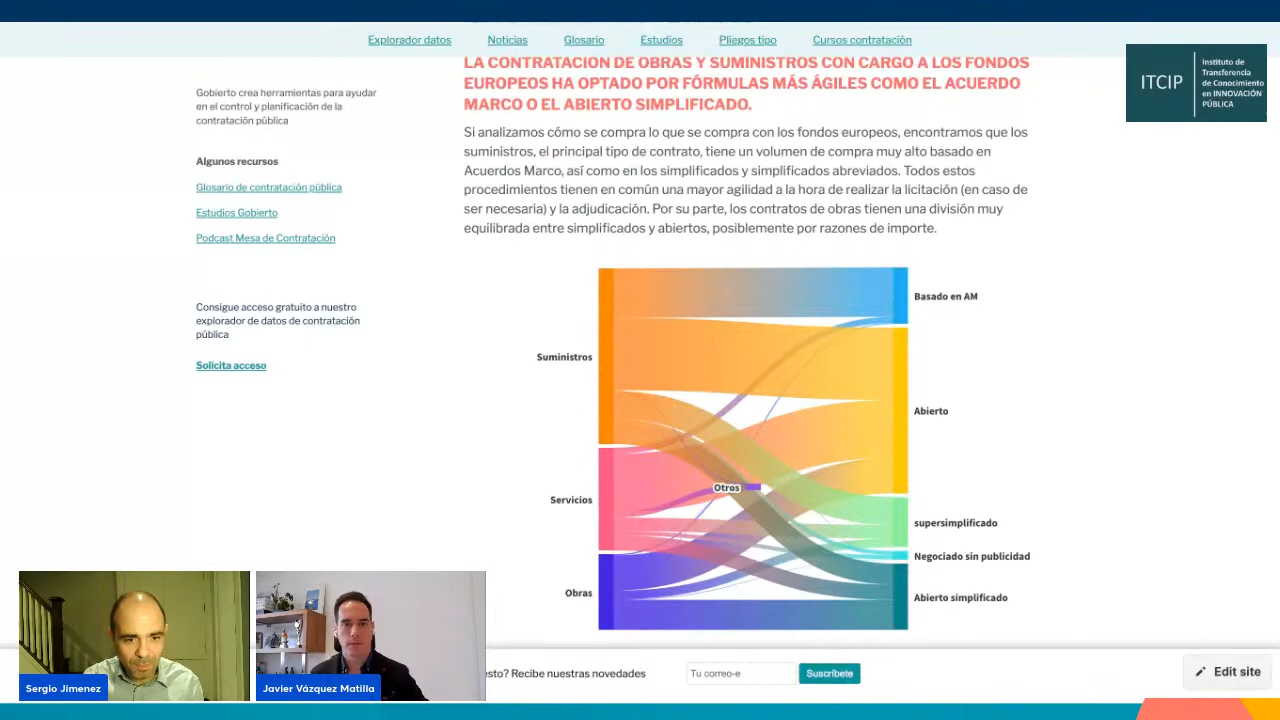 Explorador datos
Noticias
Glosario
Estudios
Pliegos tipo
Cursos contratación
ITCIP
Instituto de
Transferencia
de Conocimiento
en INNOVACIÓN
PÚBLICA
Gobierto crea herramientas para ayudar
en el control y planificación de la
contratación pública
Algunos recursos
Glosario de contratación pública
Estudios Gobierto
Podcast Mesa de Contratación
Consigue acceso gratuito a nuestro
explorador de datos de contratación
pública
Solicita acceso
LA CONTRATACIÓN DE OBRAS Y SUMINISTROS CON CARGO A LOS FONDOS
EUROPEOS HA OPTADO POR FÓRMULAS MÁS ÁGILES COMO EL ACUERDO
MARCO O EL ABIERTO SIMPLIFICADO.
Si analizamos cómo se compra lo que se compra con los fondos europeos, encontramos que los
suministros, el principal tipo de contrato, tiene un volumen de compra muy alto basado en
Acuerdos Marco, así como en los simplificados y simplificados abreviados. Todos estos
procedimientos tienen en común una mayor agilidad a la hora de realizar la licitación (en caso de
ser necesaria) y la adjudicación. Por su parte, los contratos de obras tienen una división muy
equilibrada entre simplificados y abiertos, posiblemente por razones de importe.
Basado en AM
Suministros
Abierto
Otros
Servicios
supersimplificado
Negociado sin publicidad
Obras
Abierto simplificado
Sergio Jimenez
Javier Vázquez Matilla
esto? Recibe nuestras novedades
Tu correo-e
Suscríbete
Edit site